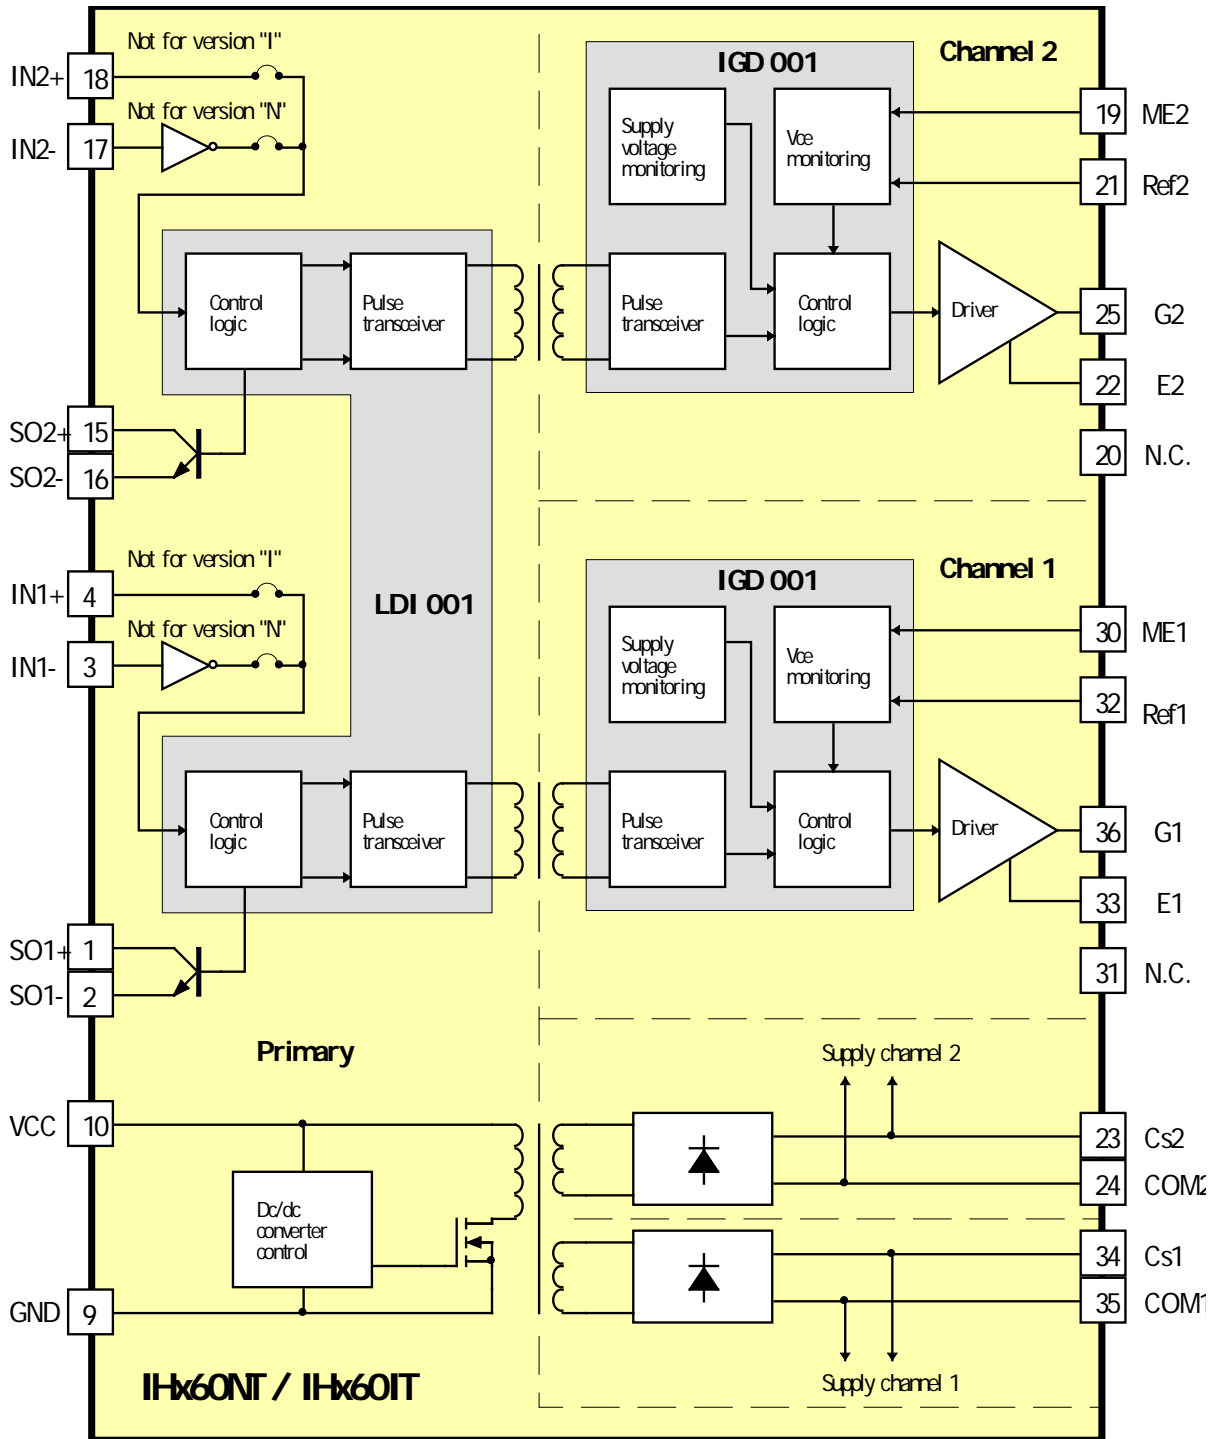 Not for version "I"
IN2+ 18
Not for version "N"
IN2- 17
IGD 001
Channel 2
Supply
voltage
monitoring
Vce
monitoring
19 ME2
21 Ref2
Control
logic
Pulse
transceiver
Pulse
transceiver
Control
logic
Driver
25 G2
22 E2
SO2+ 15
SO2- 16
20 N.C.
Not for version "I"
IN1+ 4
Not for version "N"
IN1- 3
LDI 001
IGD 001
Channel 1
Supply
voltage
monitoring
Vce
monitoring
30 ME1
32 Ref1
Control
logic
Pulse
transceiver
Pulse
transceiver
Control
logic
Driver
36 G1
33 E1
SO1+ 1
SO1- 2
31 N.C.
Primary
Supply channel 2
VCC 10
23 Cs2
24 COM2
Dc/dc
converter
control
34 Cs1
35 COM1
GND 9
Supply channel 1
IHx60NT / IHx60IT